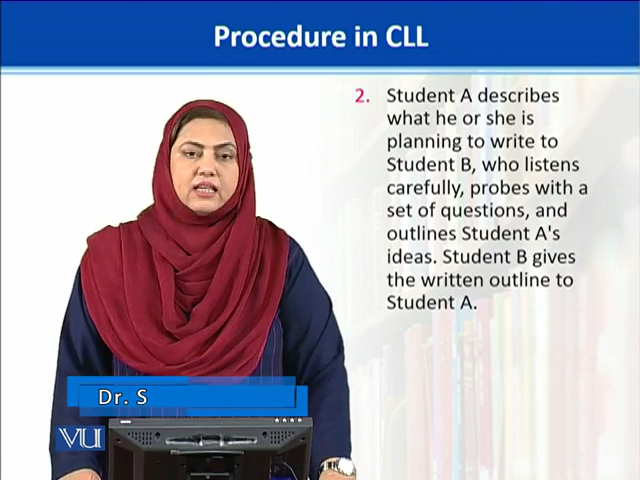 Procedure in CLL
2. Student A describes
what he or she is
planning to write to
Student B, who listens
carefully, probes with a
set of questions, and
outlines Student A's
ideas. Student B gives
the written outline to
Student A.
Dr. S
VU